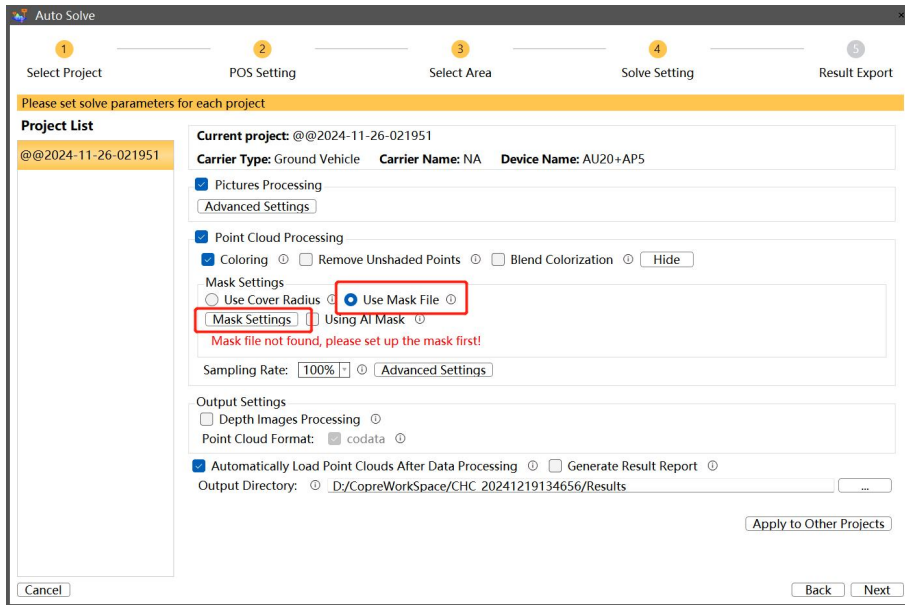 Auto Solve
1 2 3 4 5
Select Project POS Setting Select Area Solve Setting Result Export
Please set solve parameters for each project
Project List
@@2024-11-26-021951
Current project: @@2024-11-26-021951
Carrier Type: Ground Vehicle Carrier Name: NA Device Name: AU20+AP5
Pictures Processing
Advanced Settings
Point Cloud Processing
Coloring Remove Unshaded Points Blend Colorization Hide
Mask Settings
Use Cover Radius Use Mask File
Mask Settings Using AI Mask
Mask file not found, please set up the mask first!
Sampling Rate: 100% Advanced Settings
Output Settings
Depth Images Processing
Point Cloud Format: codata
Automatically Load Point Clouds After Data Processing Generate Result Report
Output Directory: D:/CopreWorkSpace/CHC_20241219134656/Results ...
Apply to Other Projects
Cancel Back Next